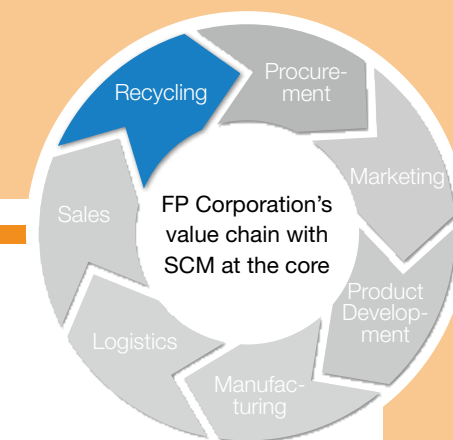 Recycling
Procure-
ment
Marketing
Product
Develop-
ment
Manufac-
turing
Logistics
Sales
FP Corporation's
value chain with
SCM at the core